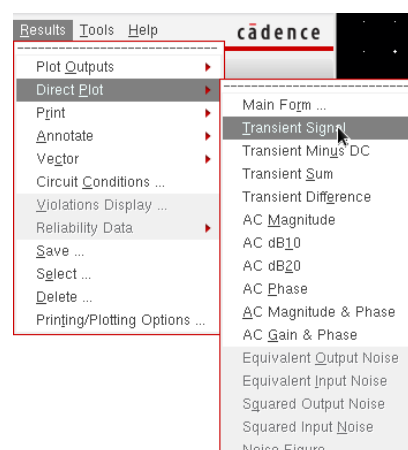 Results Tools Help
cādence
Plot Outputs
Direct Plot
Print
Annotate
Vector
Circuit Conditions ...
Violations Display ...
Reliability Data
Save ...
Select ...
Delete ...
Printing/Plotting Options ...
Main Form ...
Transient Signal
Transient Minus DC
Transient Sum
Transient Difference
AC Magnitude
AC dB10
AC dB20
AC Phase
AC Magnitude & Phase
AC Gain & Phase
Equivalent Output Noise
Equivalent Input Noise
Squared Output Noise
Squared Input Noise
Noise Figure